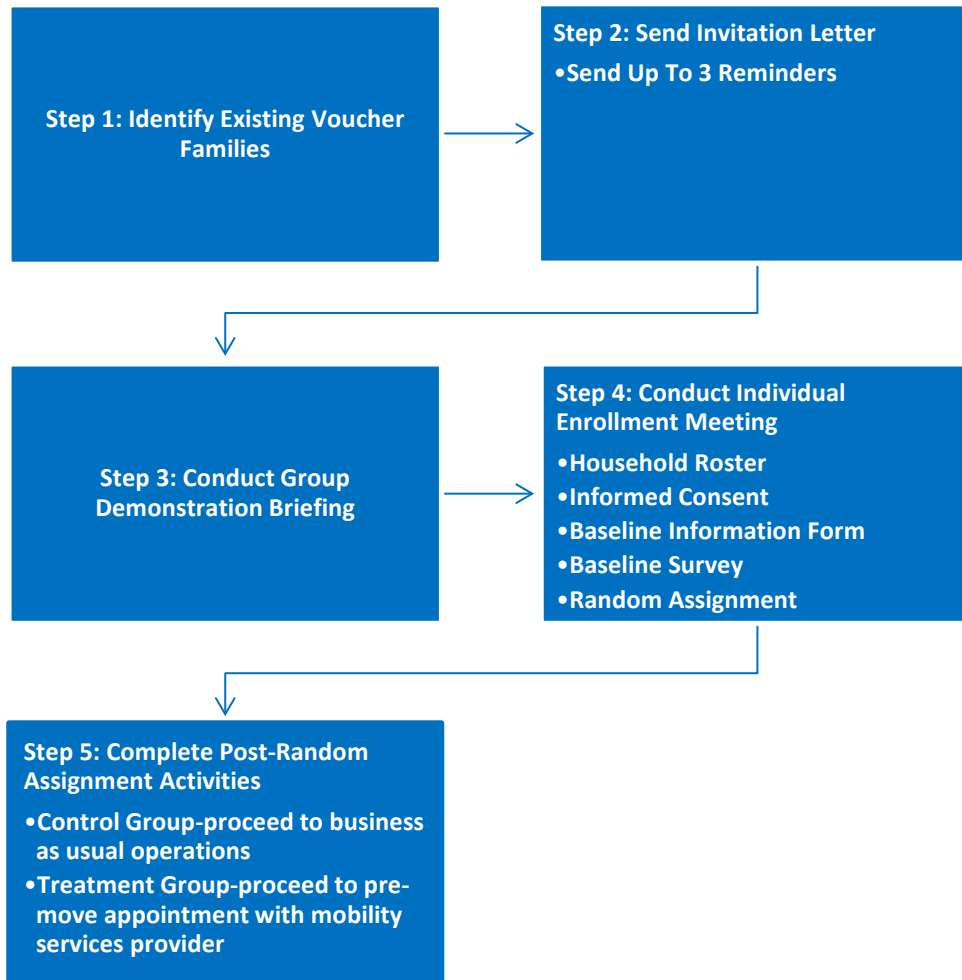 Step 1: Identify Existing Voucher
Families
Step 2: Send Invitation Letter
•Send Up To 3 Reminders
Step 3: Conduct Group
Demonstration Briefing
Step 4: Conduct Individual
Enrollment Meeting
•Household Roster
•Informed Consent
•Baseline Information Form
•Baseline Survey
•Random Assignment
Step 5: Complete Post-Random
Assignment Activities
•Control Group-proceed to business
as usual operations
•Treatment Group-proceed to pre-
move appointment with mobility
services provider